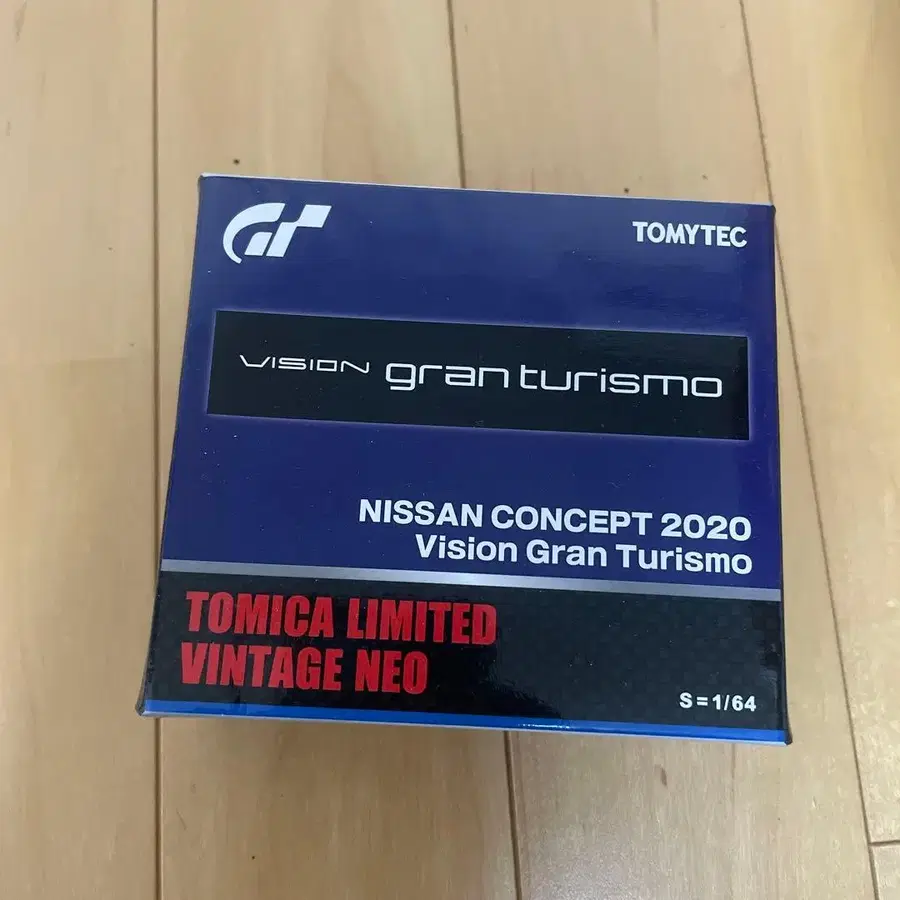 GT
TOMYTEC
VISION gran turismo
NISSAN CONCEPT 2020
Vision Gran Turismo
TOMICA LIMITED
VINTAGE NEO
S=1/64